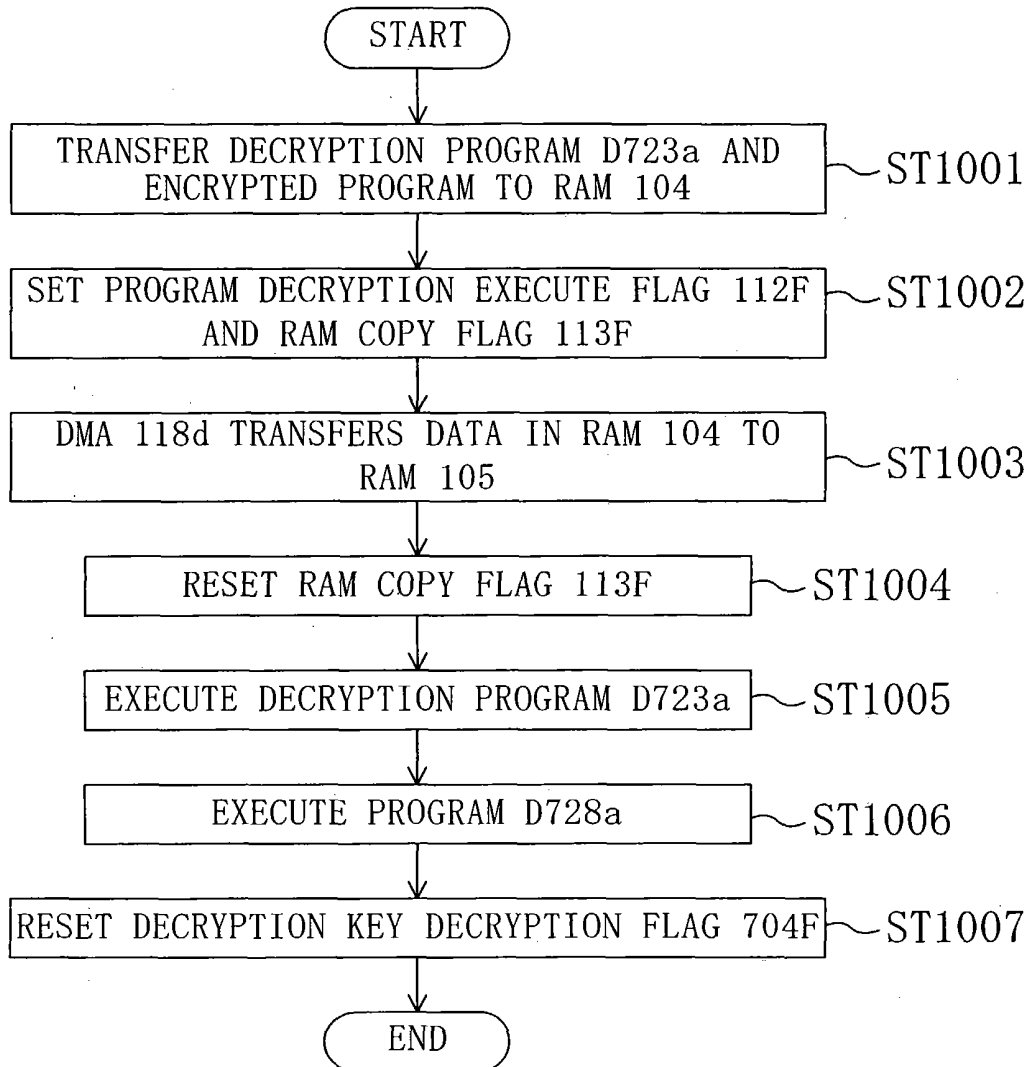 START
TRANSFER DECRYPTION PROGRAM D723a AND
ENCRYPTED PROGRAM TO RAM 104
ST1001
SET PROGRAM DECRYPTION EXECUTE FLAG 112F
AND RAM COPY FLAG 113F
ST1002
DMA 118d TRANSFERS DATA IN RAM 104 TO
RAM 105
ST1003
RESET RAM COPY FLAG 113F
ST1004
EXECUTE DECRYPTION PROGRAM D723a
ST1005
EXECUTE PROGRAM D728a
ST1006
RESET DECRYPTION KEY DECRYPTION FLAG 704F
ST1007
END